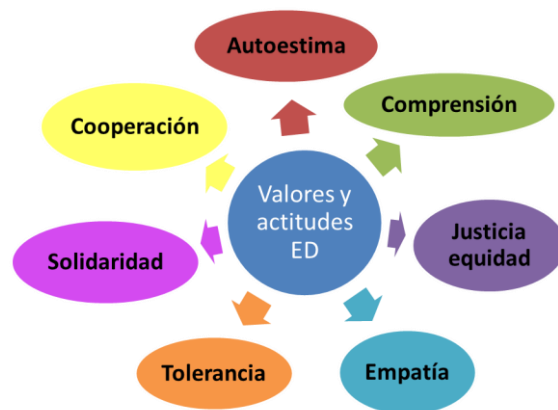 Autoestima
Comprensión
Cooperación
Valores y
actitudes
ED
Justicia
equidad
Solidaridad
Tolerancia
Empatía